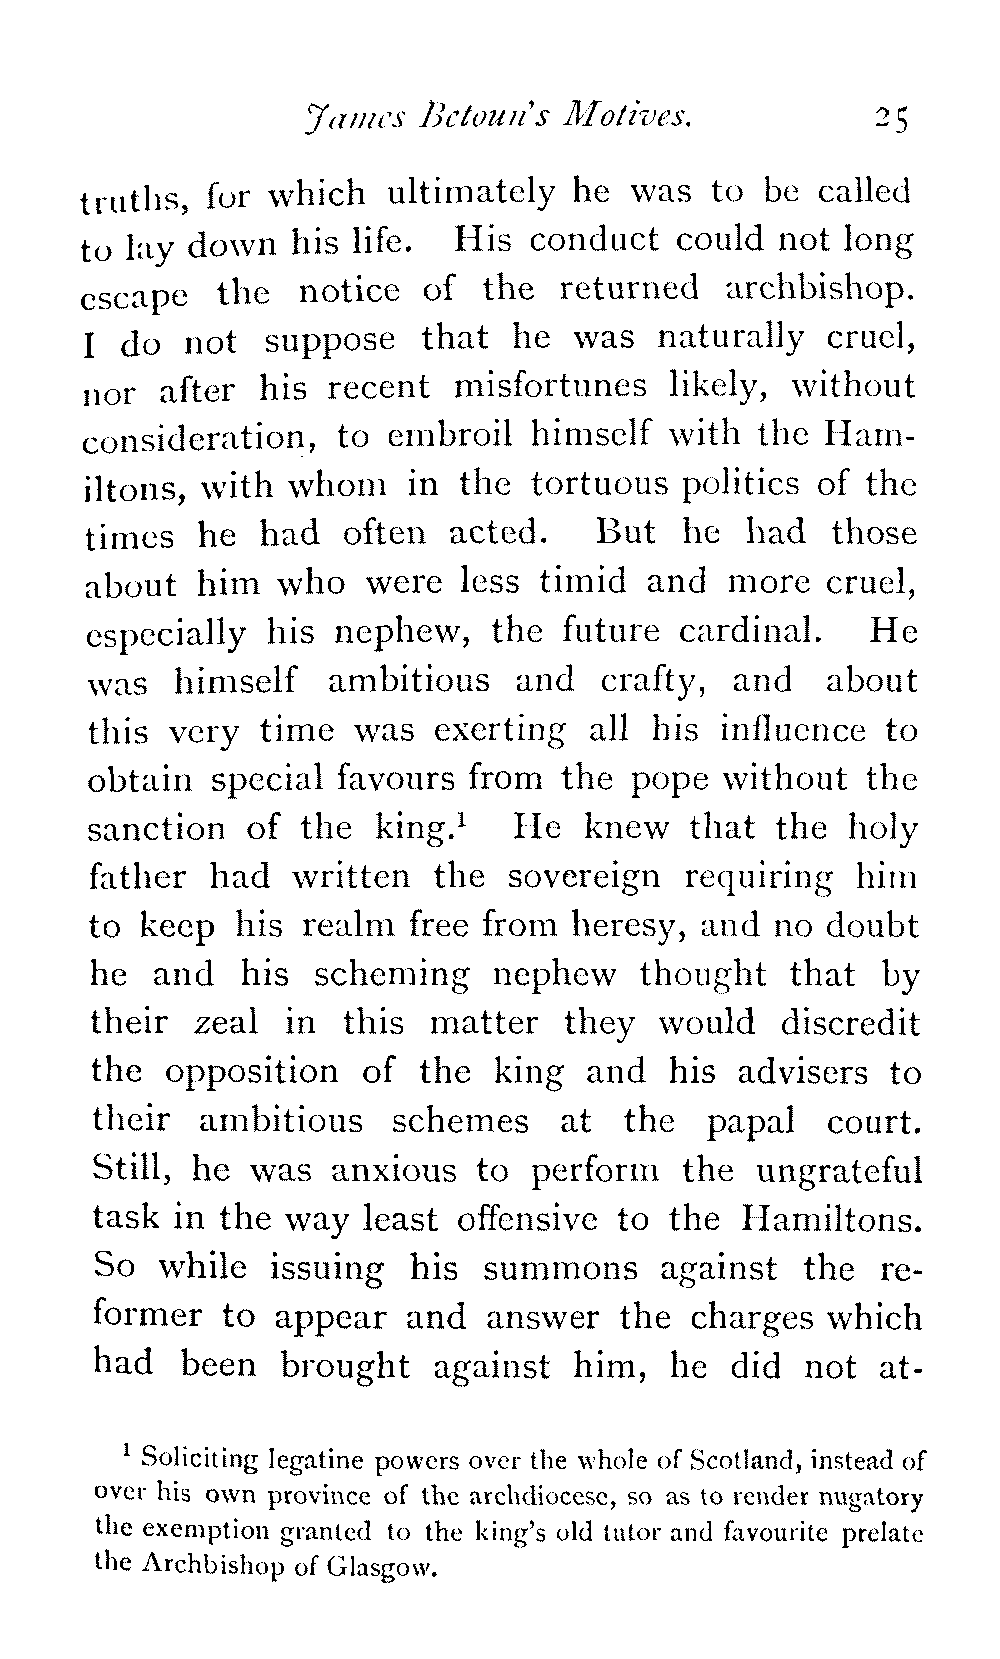 James Betoun's Motives. 25
truths, for which ultimately he was to be called
to lay down his life. His conduct could not long
escape the notice of the returned archbishop.
I do not suppose that he was naturally cruel,
nor after his recent misfortunes likely, without
consideration, to embroil himself with the Ham-
iltons, with whom in the tortuous politics of the
times he had often acted. But he had those
about him who were less timid and more cruel,
especially his nephew, the future cardinal. He
was himself ambitious and crafty, and about
this very time was exerting all his influence to
obtain special favours from the pope without the
sanction of the king.¹ He knew that the holy
father had written the sovereign requiring him
to keep his realm free from heresy, and no doubt
he and his scheming nephew thought that by
their zeal in this matter they would discredit
the opposition of the king and his advisers to
their ambitious schemes at the papal court.
Still, he was anxious to perform the ungrateful
task in the way least offensive to the Hamiltons.
So while issuing his summons against the re-
former to appear and answer the charges which
had been brought against him, he did not at-
¹ Soliciting legatine powers over the whole of Scotland, instead of
over his own province of the archdiocese, so as to render nugatory
the exemption granted to the king's old tutor and favourite prelate
the Archbishop of Glasgow.